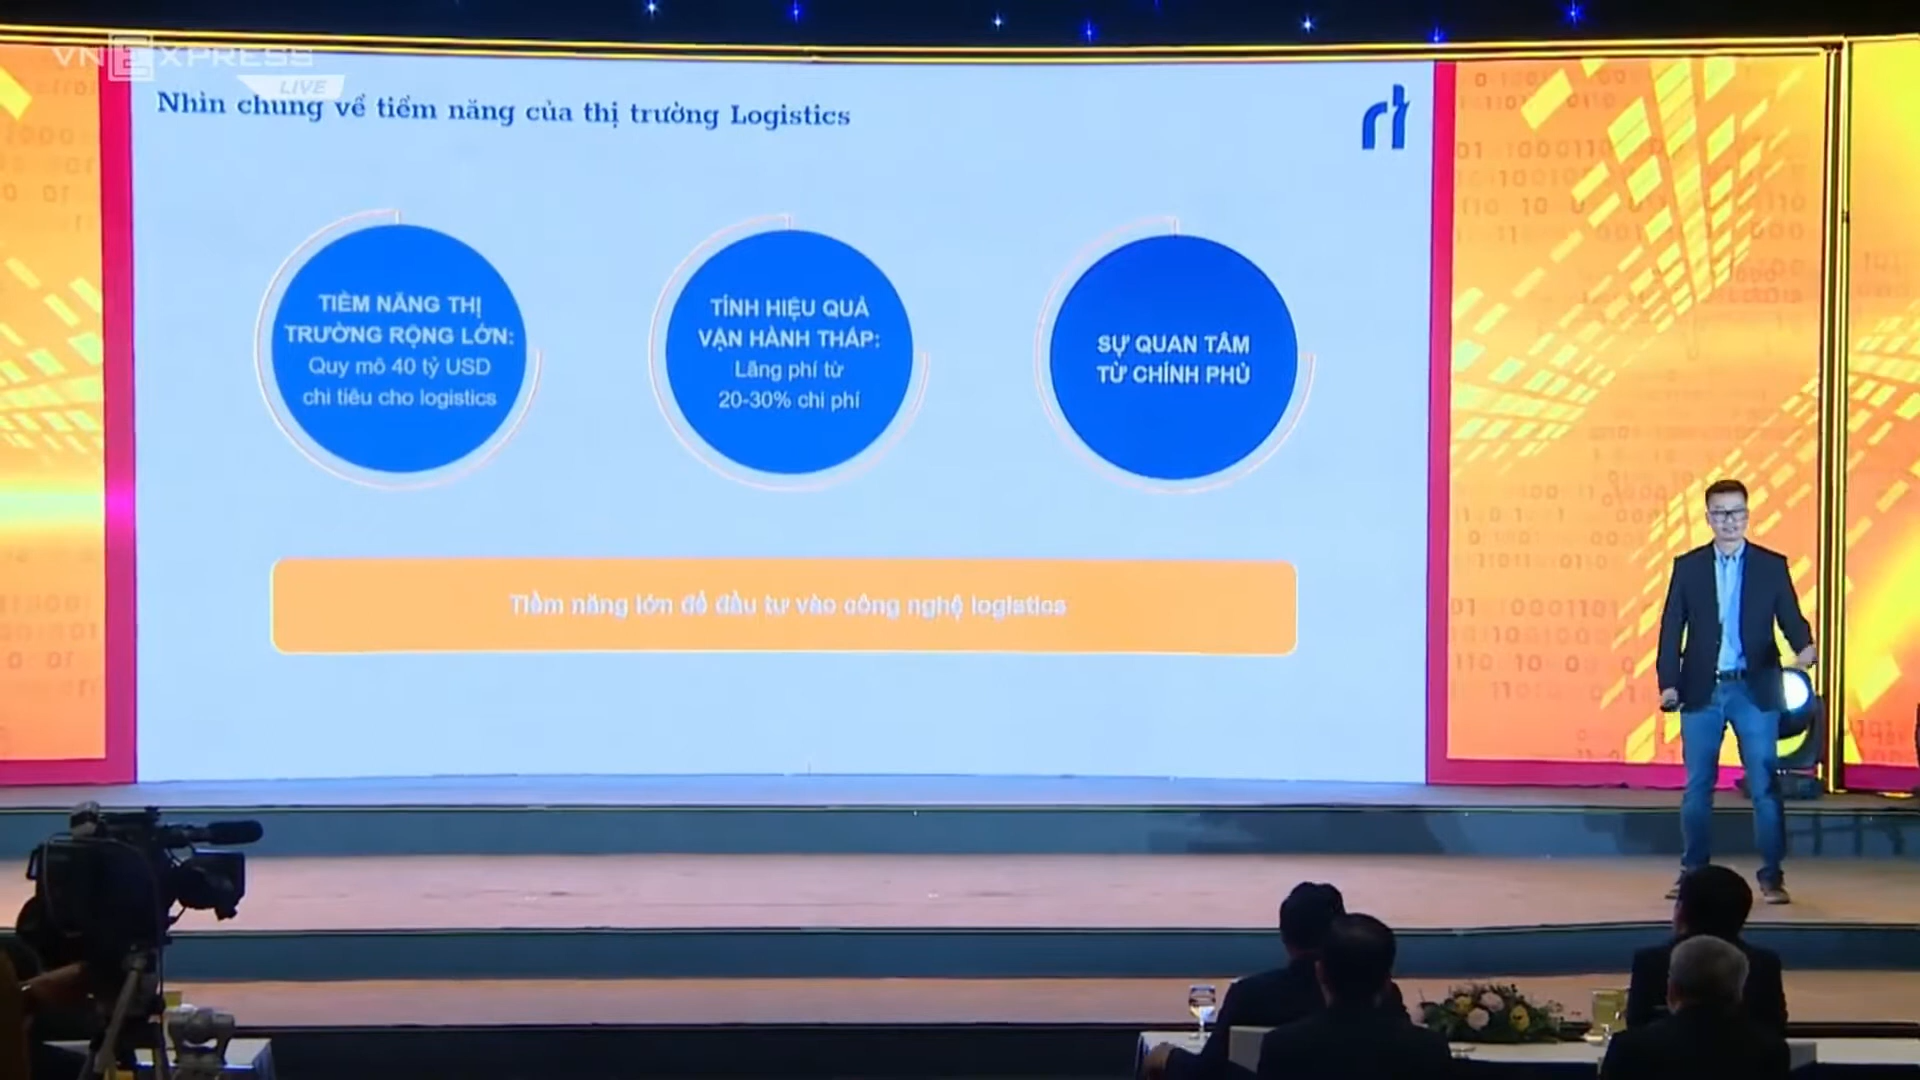 VNEXPRESS
LIVE
Nhìn chung về tiềm năng của thị trường Logistics
TIỀM NĂNG THỊ
TRƯỜNG RỘNG LỚN:
Quy mô 40 tỷ USD
chi tiêu cho logistics
TÍNH HIỆU QUẢ
VẬN HÀNH THẤP:
Lãng phí từ
20-30% chi phí
SỰ QUAN TÂM
TỪ CHÍNH PHỦ
Tiềm năng lớn để đầu tư vào công nghệ logistics